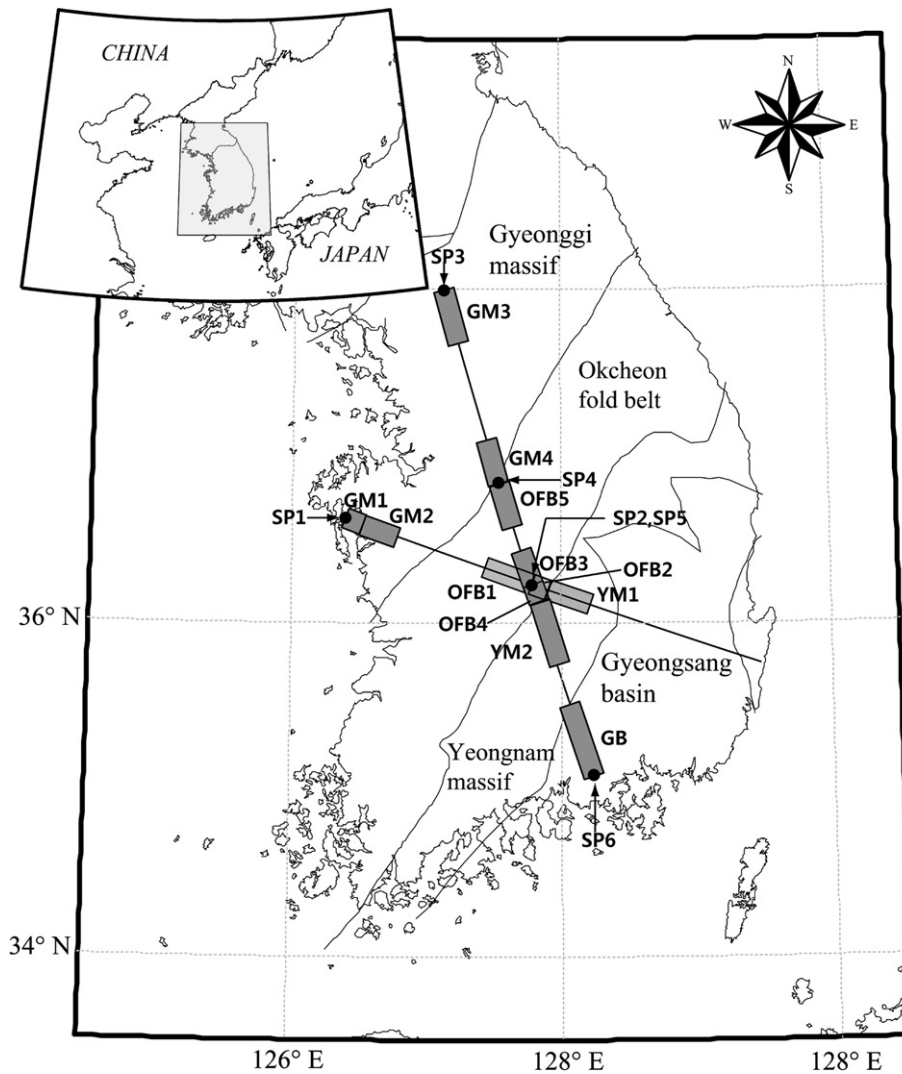 CHINA
JAPAN
N
W
E
S
Gyeonggi
massif
SP3
GM3
Okcheon
fold belt
GM4
SP4
OFB5
SP1
GM1
GM2
SP2,SP5
OFB3
OFB2
OFB1
YM1
OFB4
36° N
YM2
Gyeongsang
basin
GB
Yeongnam
massif
SP6
34° N
126° E
128° E
128° E